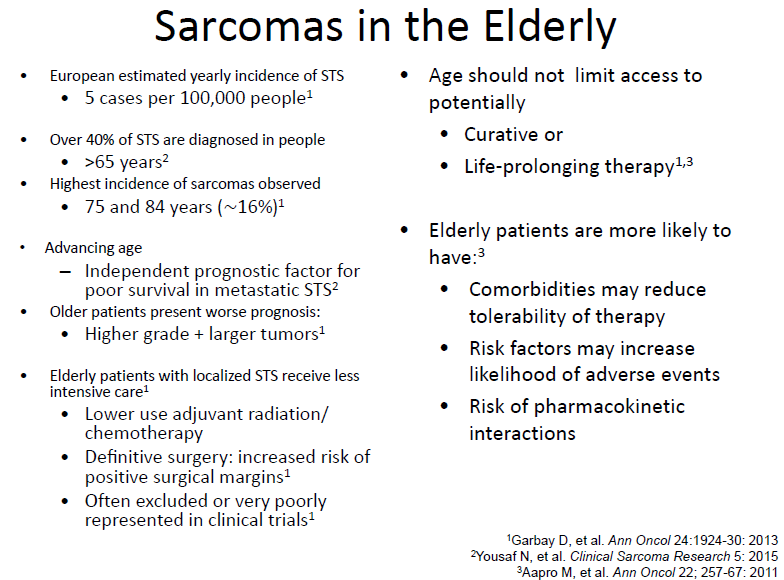 Sarcomas in the Elderly
• European estimated yearly incidence of STS
• 5 cases per 100,000 people¹
• Over 40% of STS are diagnosed in people
• >65 years²
• Highest incidence of sarcomas observed
• 75 and 84 years (∼16%)¹
• Advancing age
– Independent prognostic factor for
poor survival in metastatic STS²
• Older patients present worse prognosis:
• Higher grade + larger tumors¹
• Elderly patients with localized STS receive less
intensive care¹
• Lower use adjuvant radiation/
chemotherapy
• Definitive surgery: increased risk of
positive surgical margins¹
• Often excluded or very poorly
represented in clinical trials¹
• Age should not limit access to
potentially
• Curative or
• Life-prolonging therapy¹,³
• Elderly patients are more likely to
have:³
• Comorbidities may reduce
tolerability of therapy
• Risk factors may increase
likelihood of adverse events
• Risk of pharmacokinetic
interactions
¹Garbay D, et al. Ann Oncol 24:1924-30: 2013
²Yousaf N, et al. Clinical Sarcoma Research 5: 2015
³Aapro M, et al. Ann Oncol 22; 257-67: 2011